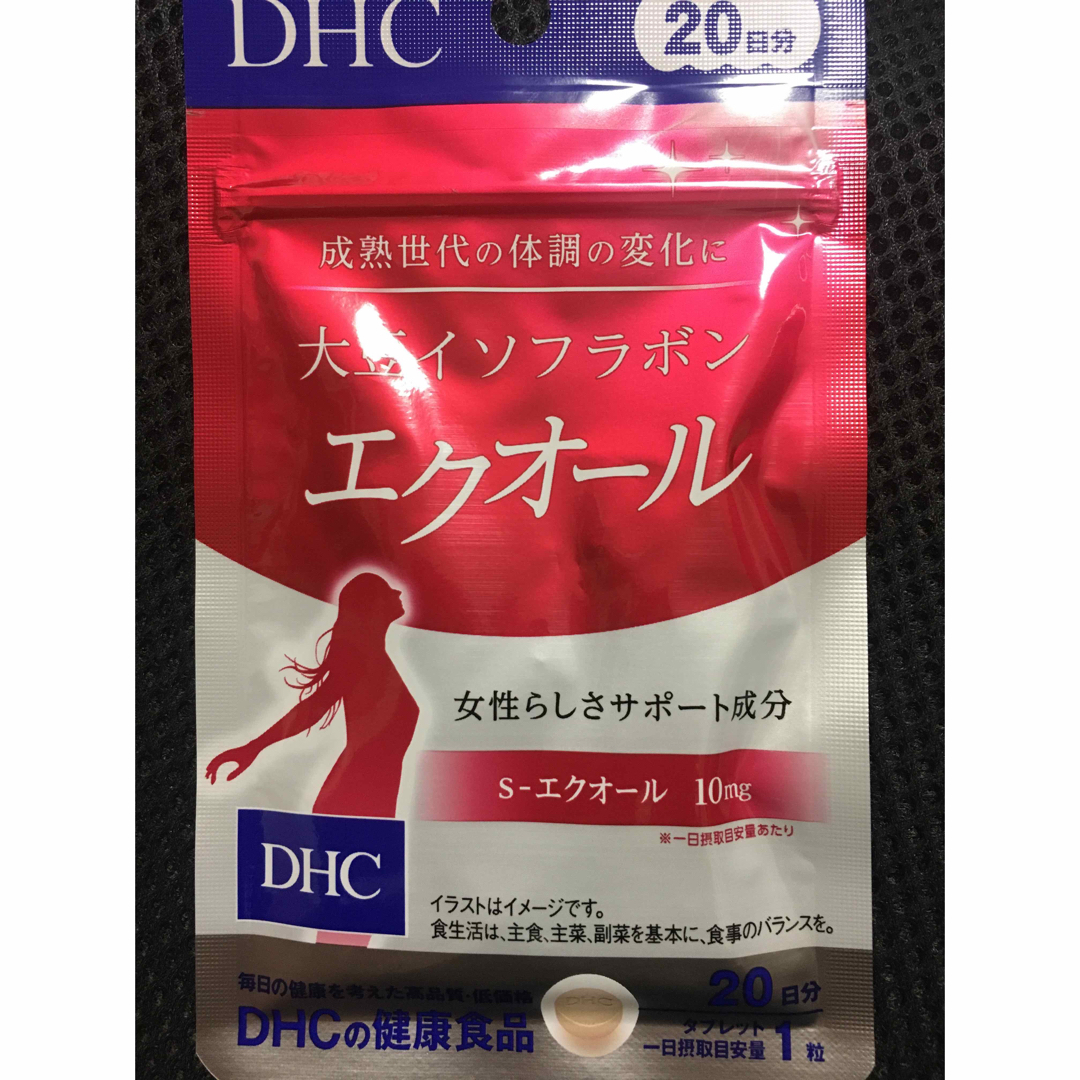 DHC
20日分
成熟世代の体調の変化に
大豆イソフラボン
エクオール
女性らしさサポート成分
S-エクオール 10mg
※一日摂取目安量あたり
DHC
イラストはイメージです。
食生活は、主食、主菜、副菜を基本に、食事のバランスを。
毎日の健康を考えた高品質・低価格
DHCの健康食品
DHC
20日分
タブレット
一日摂取目安量 1粒